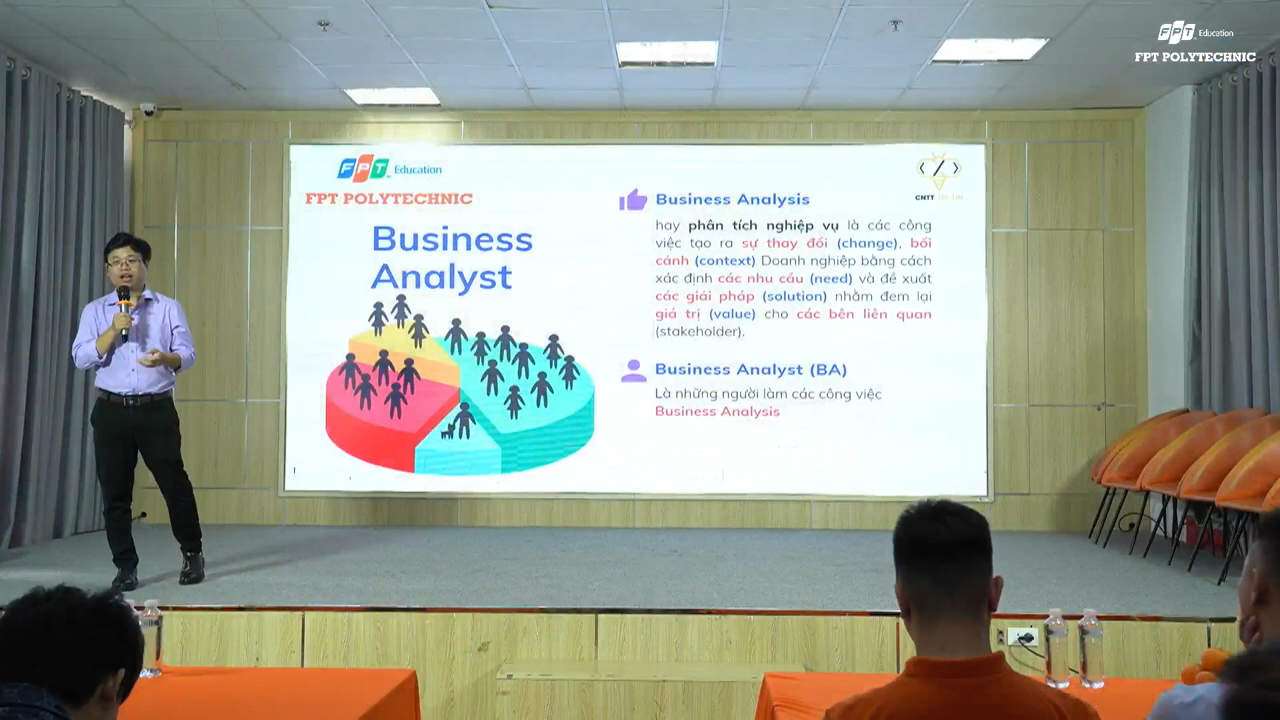 FPT Education
FPT POLYTECHNIC
FPT Education
FPT POLYTECHNIC
Business
Analyst
CNTT
Business Analysis
hay phân tích nghiệp vụ là các công
việc tạo ra sự thay đổi (change), bối
cảnh (context) Doanh nghiệp bằng cách
xác định các nhu cầu (need) và đề xuất
các giải pháp (solution) nhằm đem lại
giá trị (value) cho các bên liên quan
(stakeholder).
Business Analyst (BA)
Là những người làm các công việc
Business Analysis